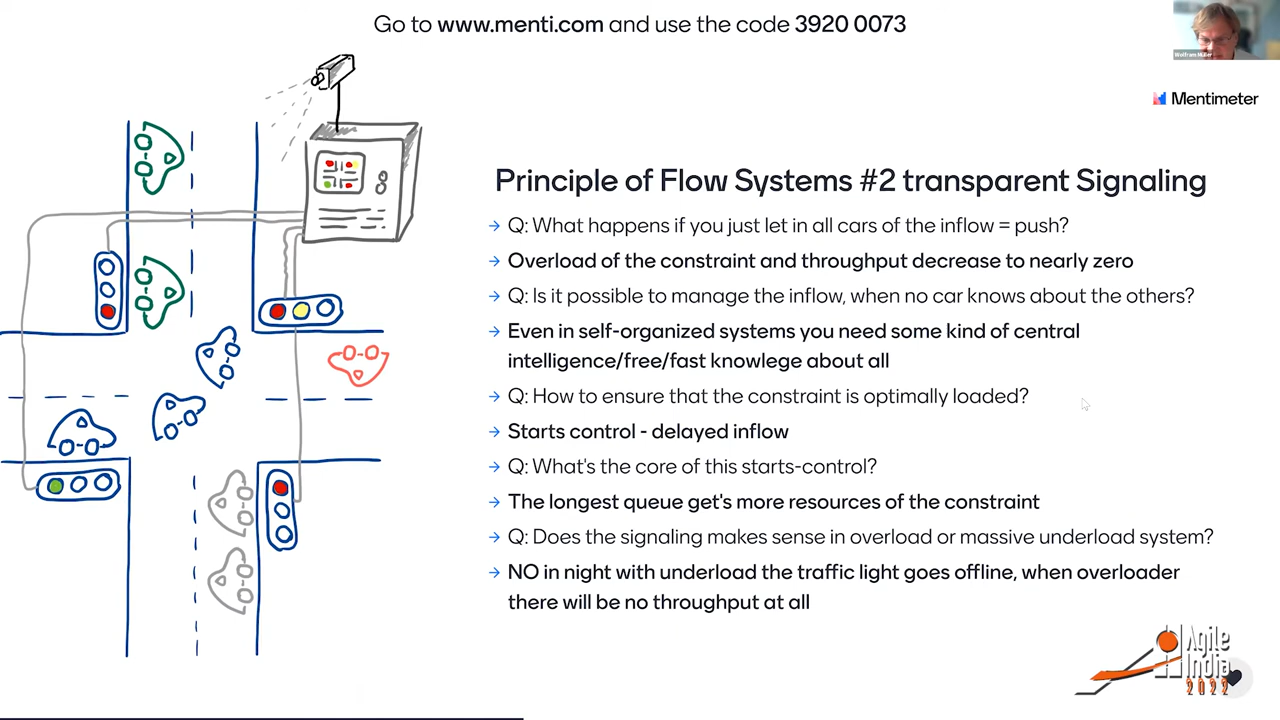 Go to www.menti.com and use the code 3920 0073
Wolfram Müller
Mentimeter
Principle of Flow Systems #2 transparent Signaling
→ Q: What happens if you just let in all cars of the inflow = push?
→ Overload of the constraint and throughput decrease to nearly zero
→ Q: Is it possible to manage the inflow, when no car knows about the others?
→ Even in self-organized systems you need some kind of central
intelligence/free/fast knowlege about all
→ Q: How to ensure that the constraint is optimally loaded?
→ Starts control - delayed inflow
→ Q: What's the core of this starts-control?
→ The longest queue get's more resources of the constraint
→ Q: Does the signaling makes sense in overload or massive underload system?
→ NO in night with underload the traffic light goes offline, when overloader
there will be no throughput at all
Agile
India
2022